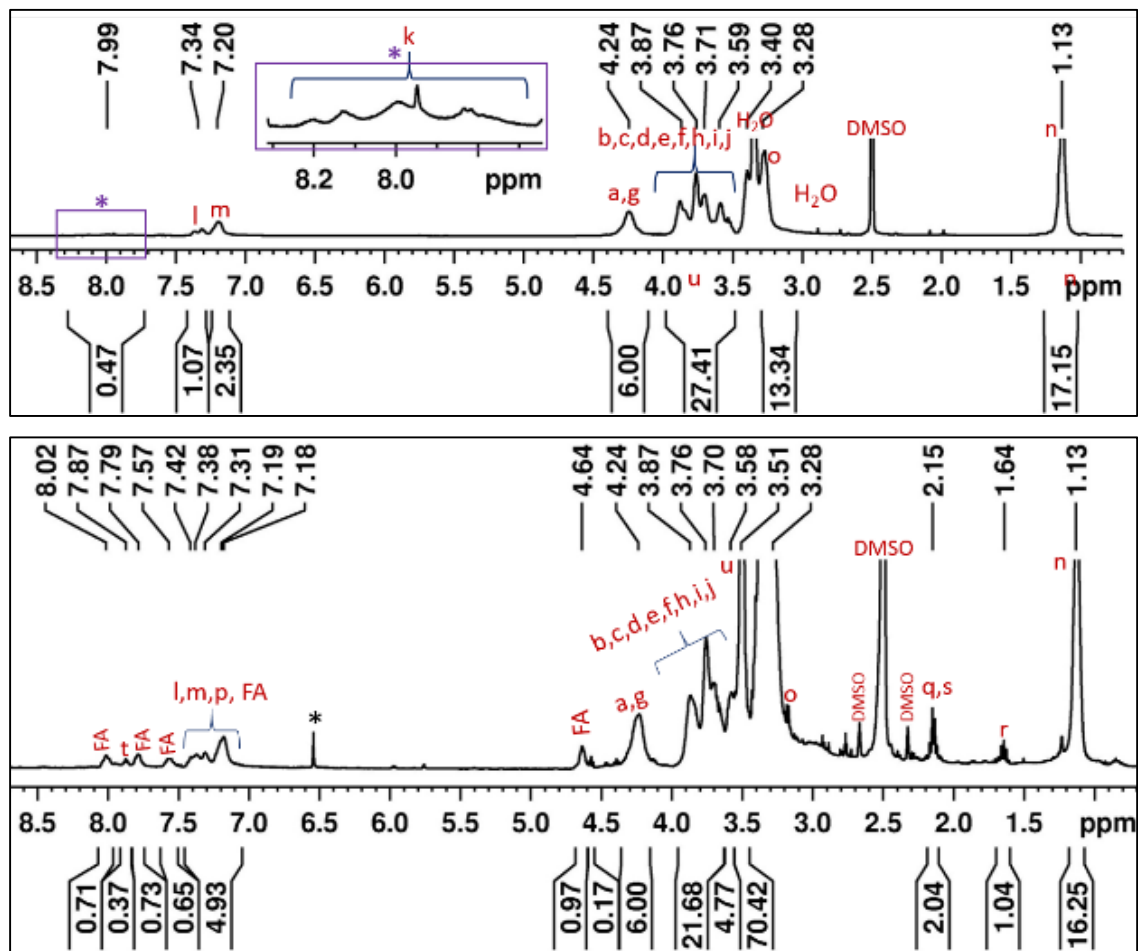 7.99 7.34 7.20 4.24 3.87 3.76 3.71 3.59 3.40 3.28 1.13
* k
8.2 8.0 ppm
b,c,d,e,f,h,i,j H2O DMSO n
a,g o H2O
* l m
8.5 8.0 7.5 7.0 6.5 6.0 5.5 5.0 4.5 4.0 3.5 3.0 2.5 2.0 1.5 ppm
u n
0.47 1.07 2.35 6.00 27.41 13.34 17.15
8.02 7.87 7.79 7.57 7.42 7.38 7.31 7.19 7.18 4.64 4.24 3.87 3.76 3.70 3.58 3.51 3.28 2.15 1.64 1.13
u DMSO n
b,c,d,e,f,h,i,j
l,m,p, FA * FA a,g o DMSO DMSO q,s r
FA t FA FA
8.5 8.0 7.5 7.0 6.5 6.0 5.5 5.0 4.5 4.0 3.5 3.0 2.5 2.0 1.5 ppm
0.71 0.37 0.73 0.65 4.93 0.97 0.17 6.00 21.68 4.77 70.42 2.04 1.04 16.25